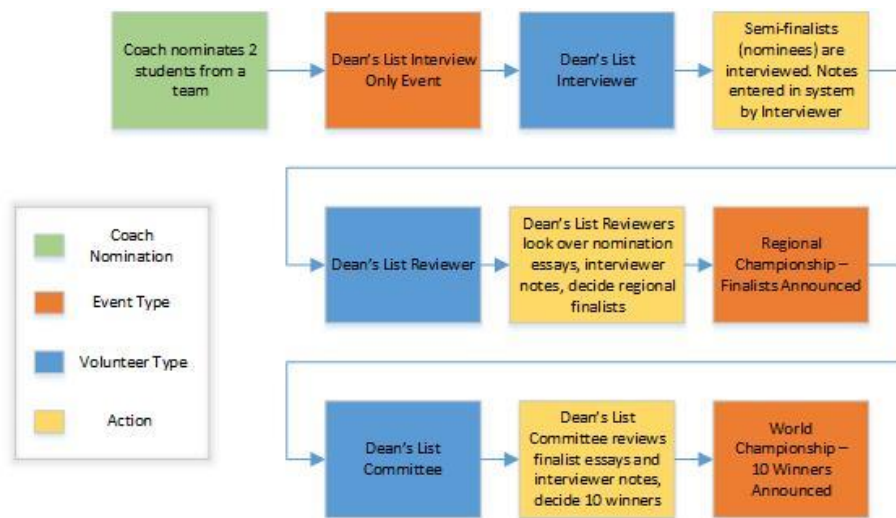 Coach nominates 2
students from a
team
Dean's List Interview
Only Event
Dean's List
Interviewer
Semi-finalists
(nominees) are
interviewed. Notes
entered in system
by Interviewer
Coach
Nomination
Event Type
Volunteer Type
Action
Dean's List Reviewer
Dean's List Reviewers
look over nomination
essays, interviewer
notes, decide regional
finalists
Regional
Championship –
Finalists Announced
Dean's List
Committee
Dean's List
Committee reviews
finalist essays and
interviewer notes,
decide 10 winners
World
Championship –
10 Winners
Announced